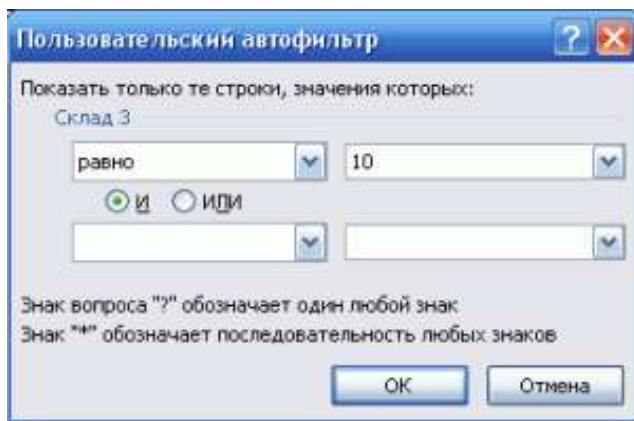 Пользовательский автофильтр
Показать только те строки, значения которых:
Склад 3
равно 10
И ИЛИ
Знак вопроса "?" обозначает один любой знак
Знак "*" обозначает последовательность любых знаков
ОК Отмена